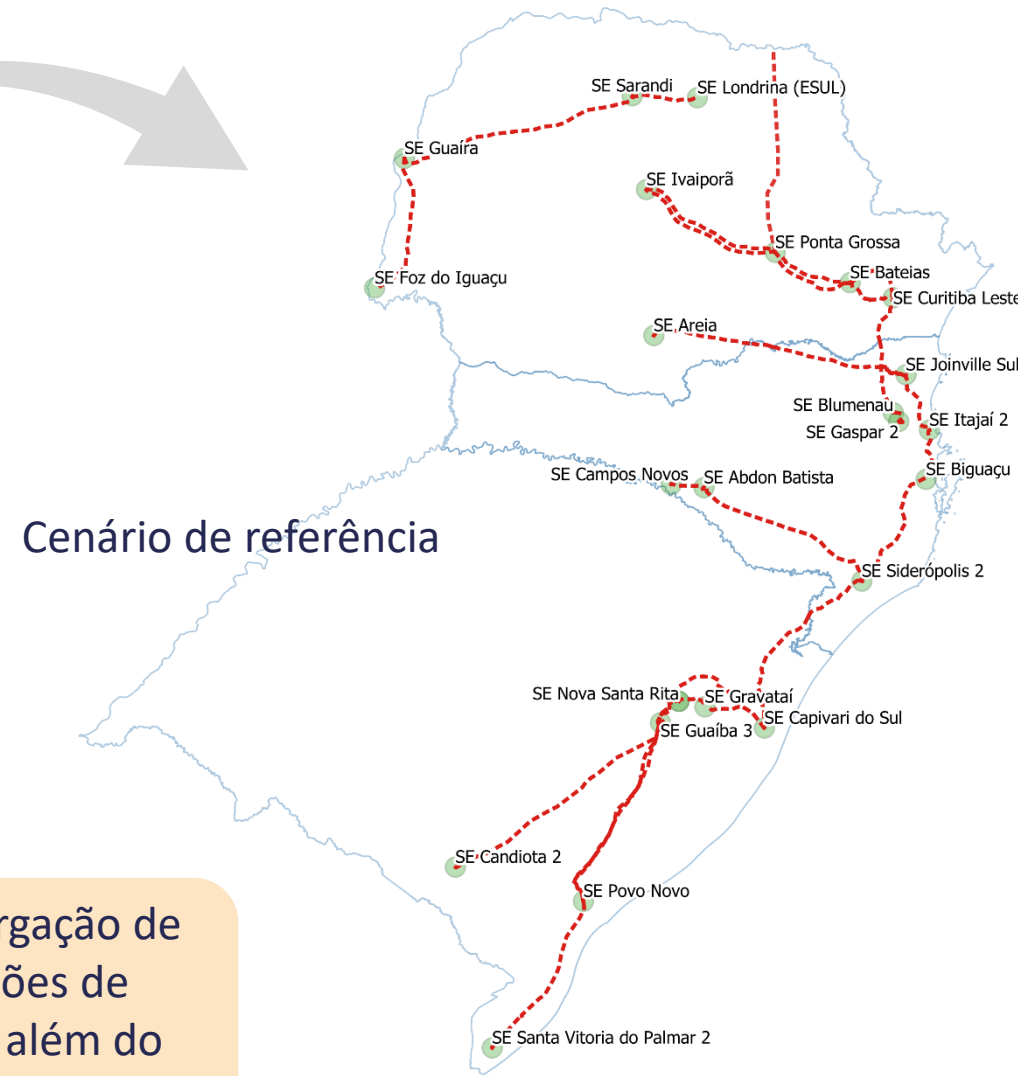 SE Sarandi
SE Londrina (ESUL)
SE Guaíra
SE Ivaiporã
SE Ponta Grossa
SE Foz do Iguaçu
SE Bateias
SE Curitiba Leste
SE Areia
SE Joinville Sul
SE Blumenau
SE Itajaí 2
SE Gaspar 2
SE Biguaçu
SE Campos Novos
SE Abdon Batista
Cenário de referência
SE Siderópolis 2
SE Nova Santa Rita
SE Gravataí
SE Capivari do Sul
SE Guaíba 3
SE Candiota 2
SE Povo Novo
rgação de
ções de
além do
SE Santa Vitoria do Palmar 2